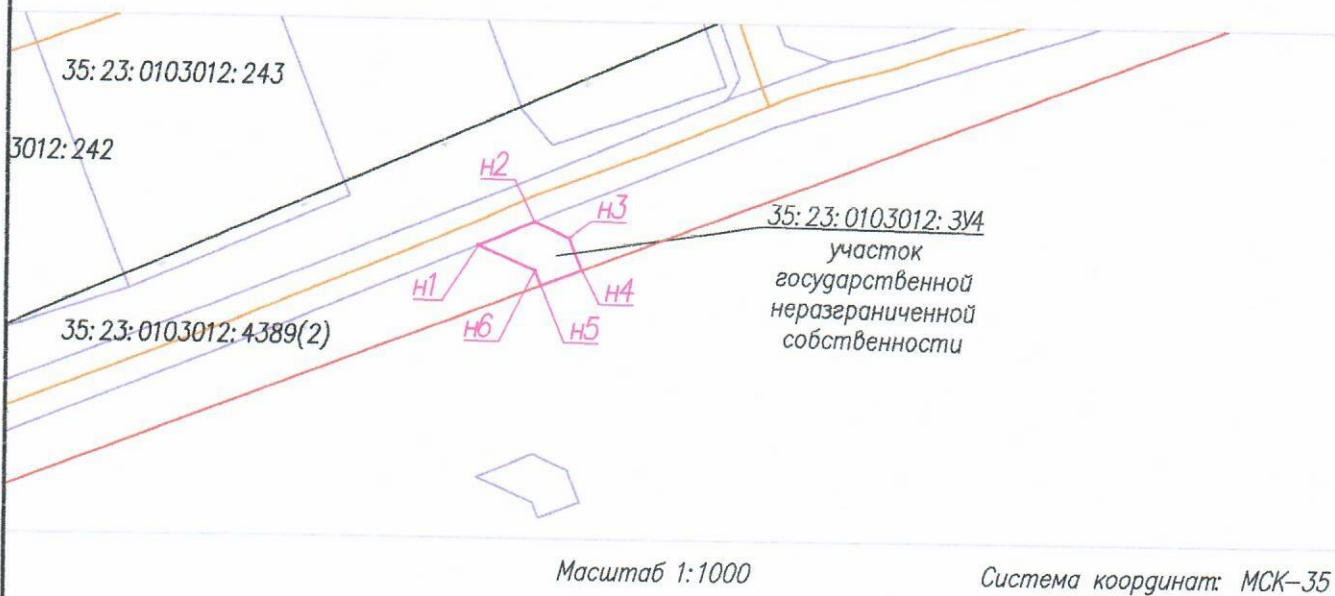 35:23:0103012:243
3012:242
н2
н3
35:23:0103012:ЗУ4
участок
государственной
неразграниченной
собственности
н1
н4
35:23:0103012:4389(2)
н6
н5
Масштаб 1:1000
Система координат: МСК-35